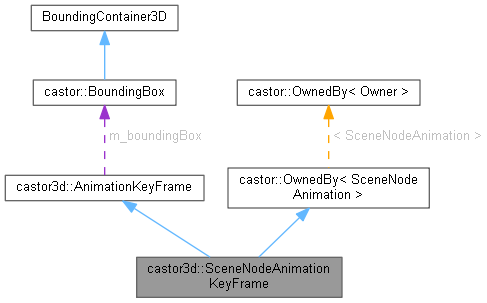 BoundingContainer3D
castor::BoundingBox
castor::OwnedBy< Owner >
m_boundingBox
< SceneNodeAnimation >
castor3d::AnimationKeyFrame
castor::OwnedBy< SceneNode
Animation >
castor3d::SceneNodeAnimation
KeyFrame